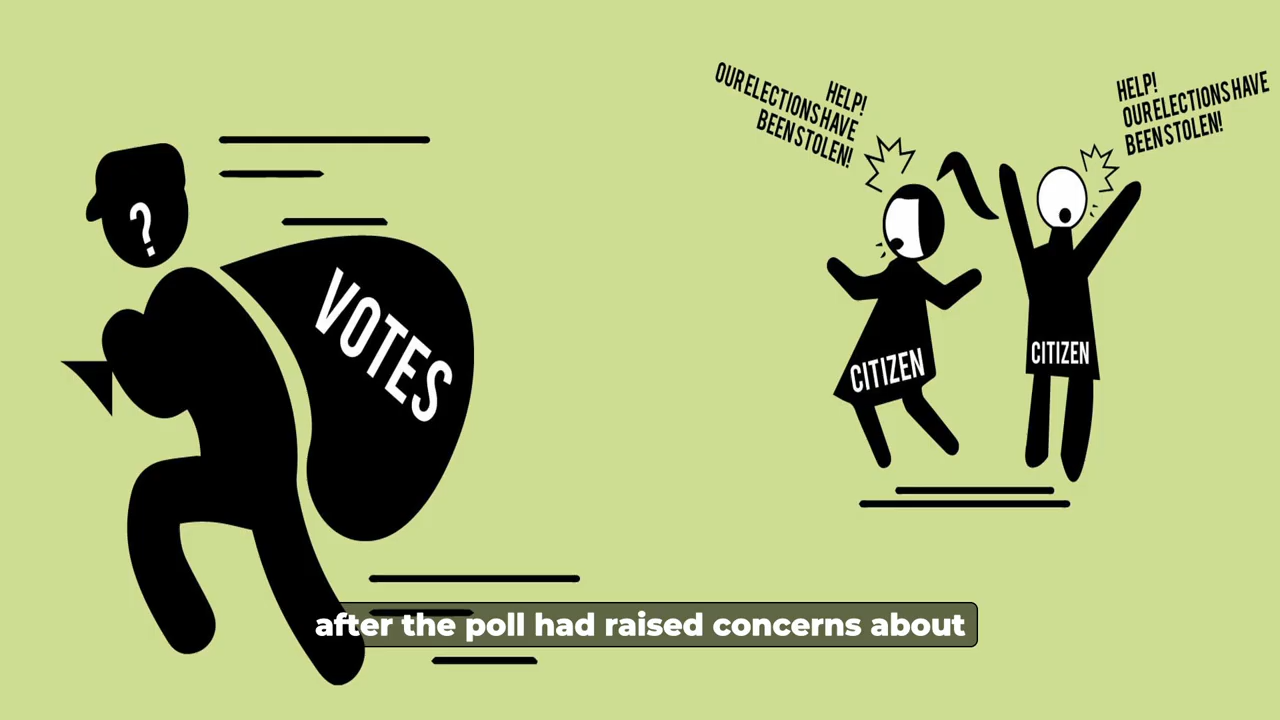 HELP!
OUR ELECTIONS HAVE
BEEN STOLEN!
HELP!
OUR ELECTIONS HAVE
BEEN STOLEN!
?
VOTES
CITIZEN
CITIZEN
after the poll had raised concerns about